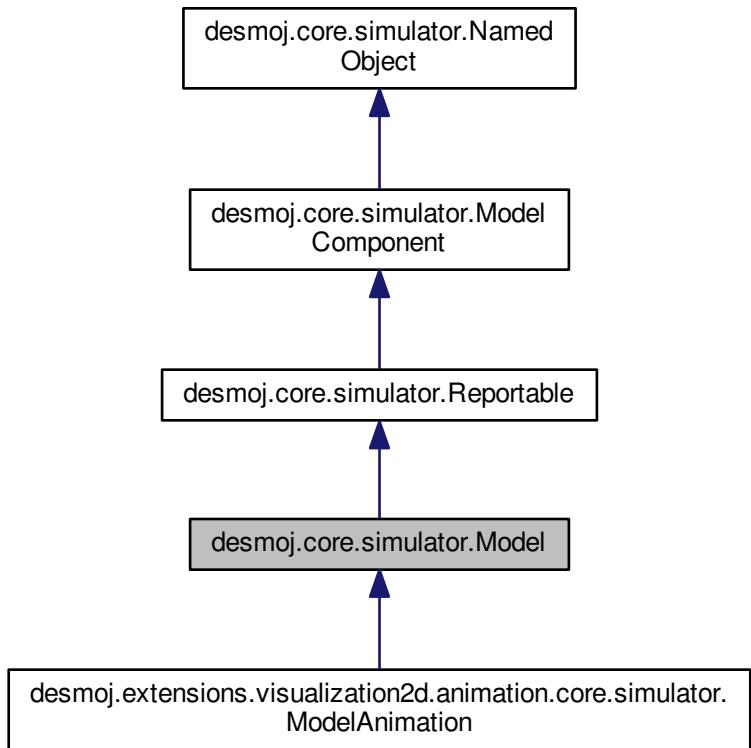 desmoj.core.simulator.Named
Object
desmoj.core.simulator.Model
Component
desmoj.core.simulator.Reportable
desmoj.core.simulator.Model
desmoj.extensions.visualization2d.animation.core.simulator.
ModelAnimation